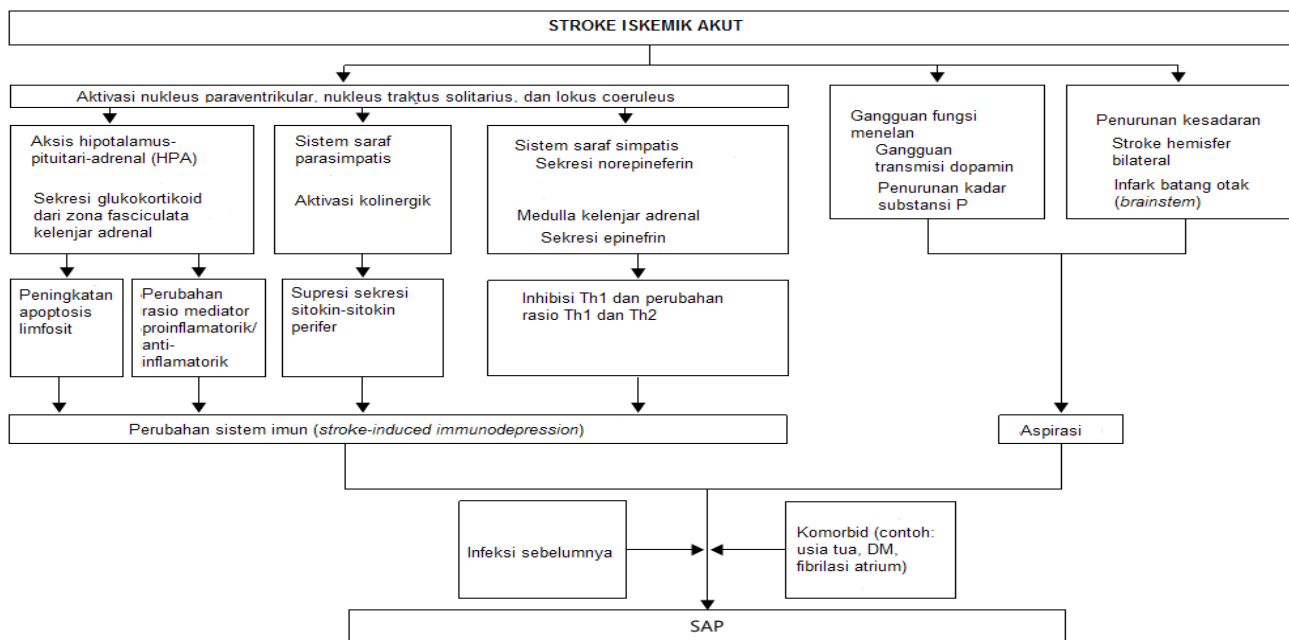 STROKE ISKEMIK AKUT
Aktivasi nukleus paraventrikular, nukleus traktus solitarius, dan lokus coeruleus
Aksis hipotalamus-
pituitari-adrenal (HPA)
Sekresi glukokortikoid
dari zona fasciculata
kelenjar adrenal
Sistem saraf
parasimpatis
Aktivasi kolinergik
Sistem saraf simpatis
Sekresi norepineferin
Medulla kelenjar adrenal
Sekresi epinefrin
Gangguan fungsi
menelan
Gangguan
transmisi dopamin
Penurunan kadar
substansi P
Penurunan kesadaran
Stroke hemisfer
bilateral
Infark batang otak
(brainstem)
Peningkatan
apoptosis
limfosit
Perubahan
rasio mediator
proinflamatorik/
anti-
inflamatorik
Supresi sekresi
sitokin-sitokin
perifer
Inhibisi Th1 dan perubahan
rasio Th1 dan Th2
Perubahan sistem imun (stroke-induced immunodepression)
Aspirasi
Infeksi sebelumnya
Komorbid (contoh:
usia tua, DM,
fibrilasi atrium)
SAP